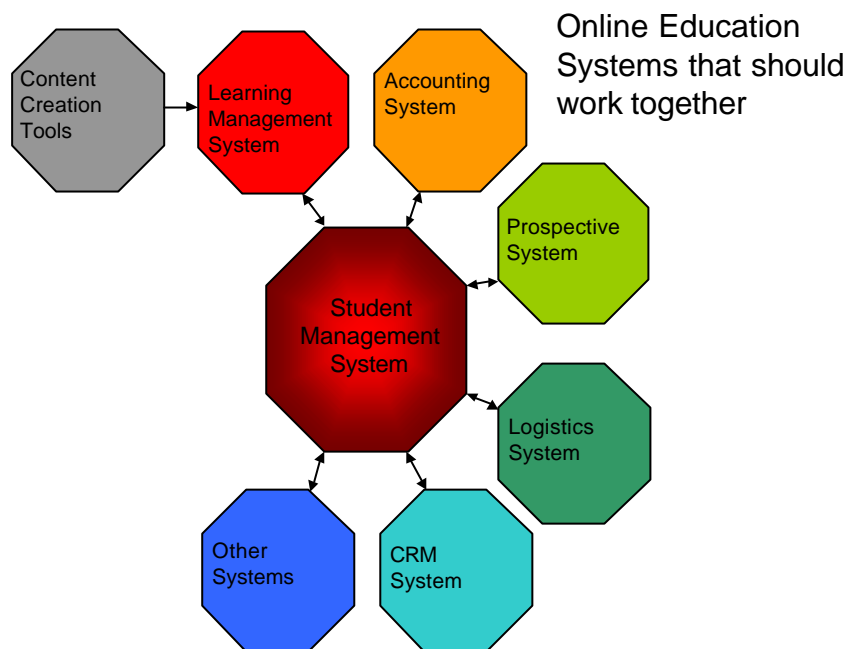 Online Education
Systems that should
work together
Content
Creation
Tools
Learning
Management
System
Accounting
System
Prospective
System
Student
Management
System
Logistics
System
Other
Systems
CRM
System